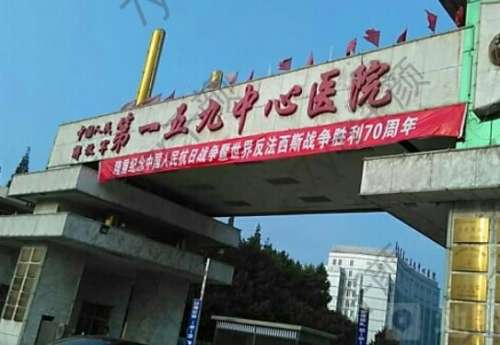 中国人民
解放军
第一五九中心医院
隆重纪念中国人民抗日战争暨世界反法西斯战争胜利70周年